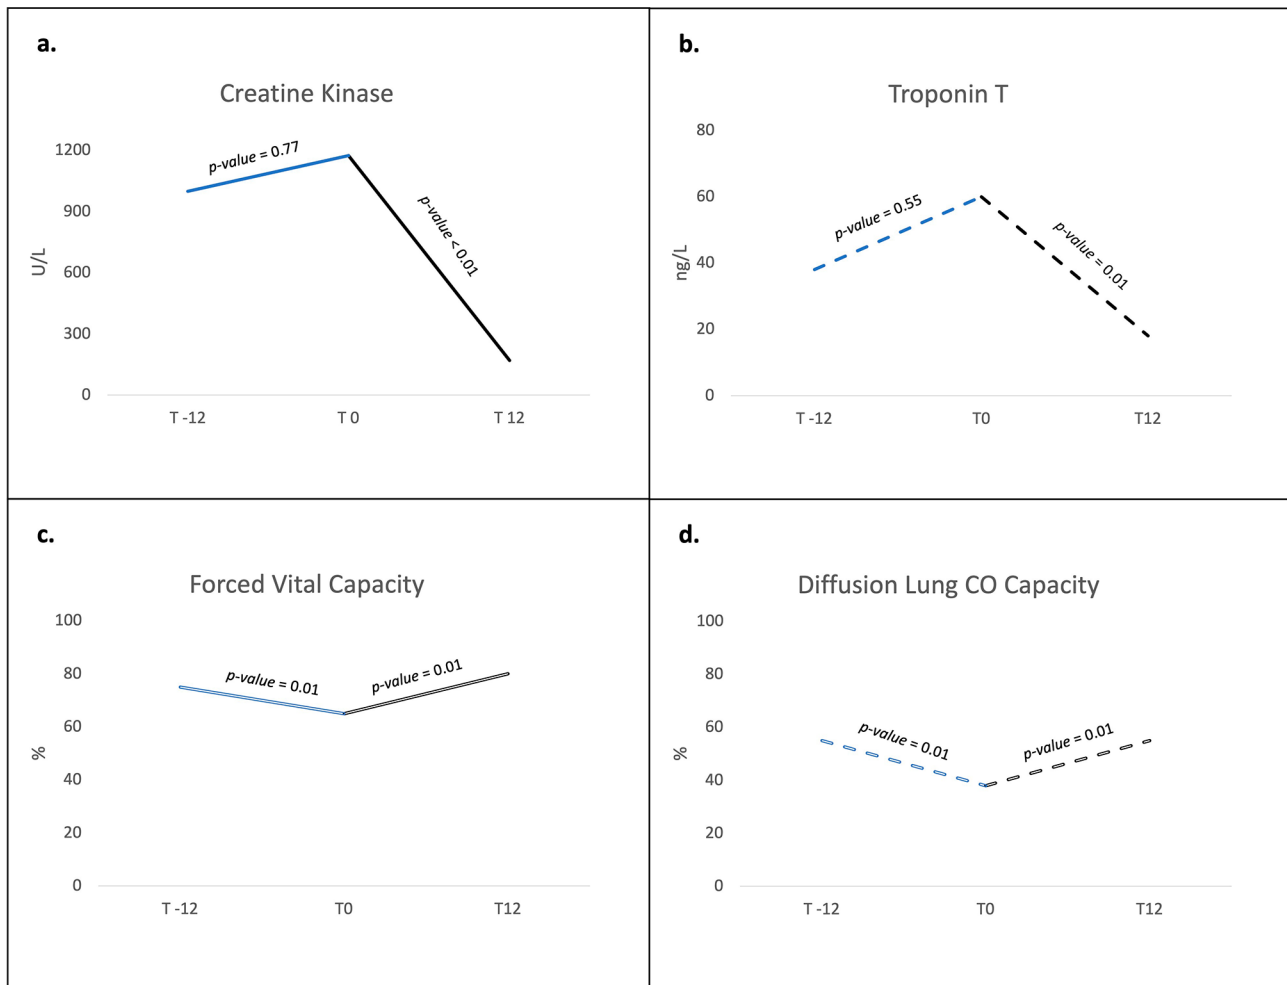 a.
Creatine Kinase
1200
900
600
300
0
U/L
p-value = 0.77
p-value < 0.01
T -12
T 0
T 12
b.
Troponin T
80
60
40
20
0
ng/L
p-value = 0.55
p-value = 0.01
T -12
T0
T12
c.
Forced Vital Capacity
100
80
60
40
20
0
%
p-value = 0.01
p-value = 0.01
T -12
T0
T12
d.
Diffusion Lung CO Capacity
100
80
60
40
20
0
%
p-value = 0.01
p-value = 0.01
T -12
T0
T12